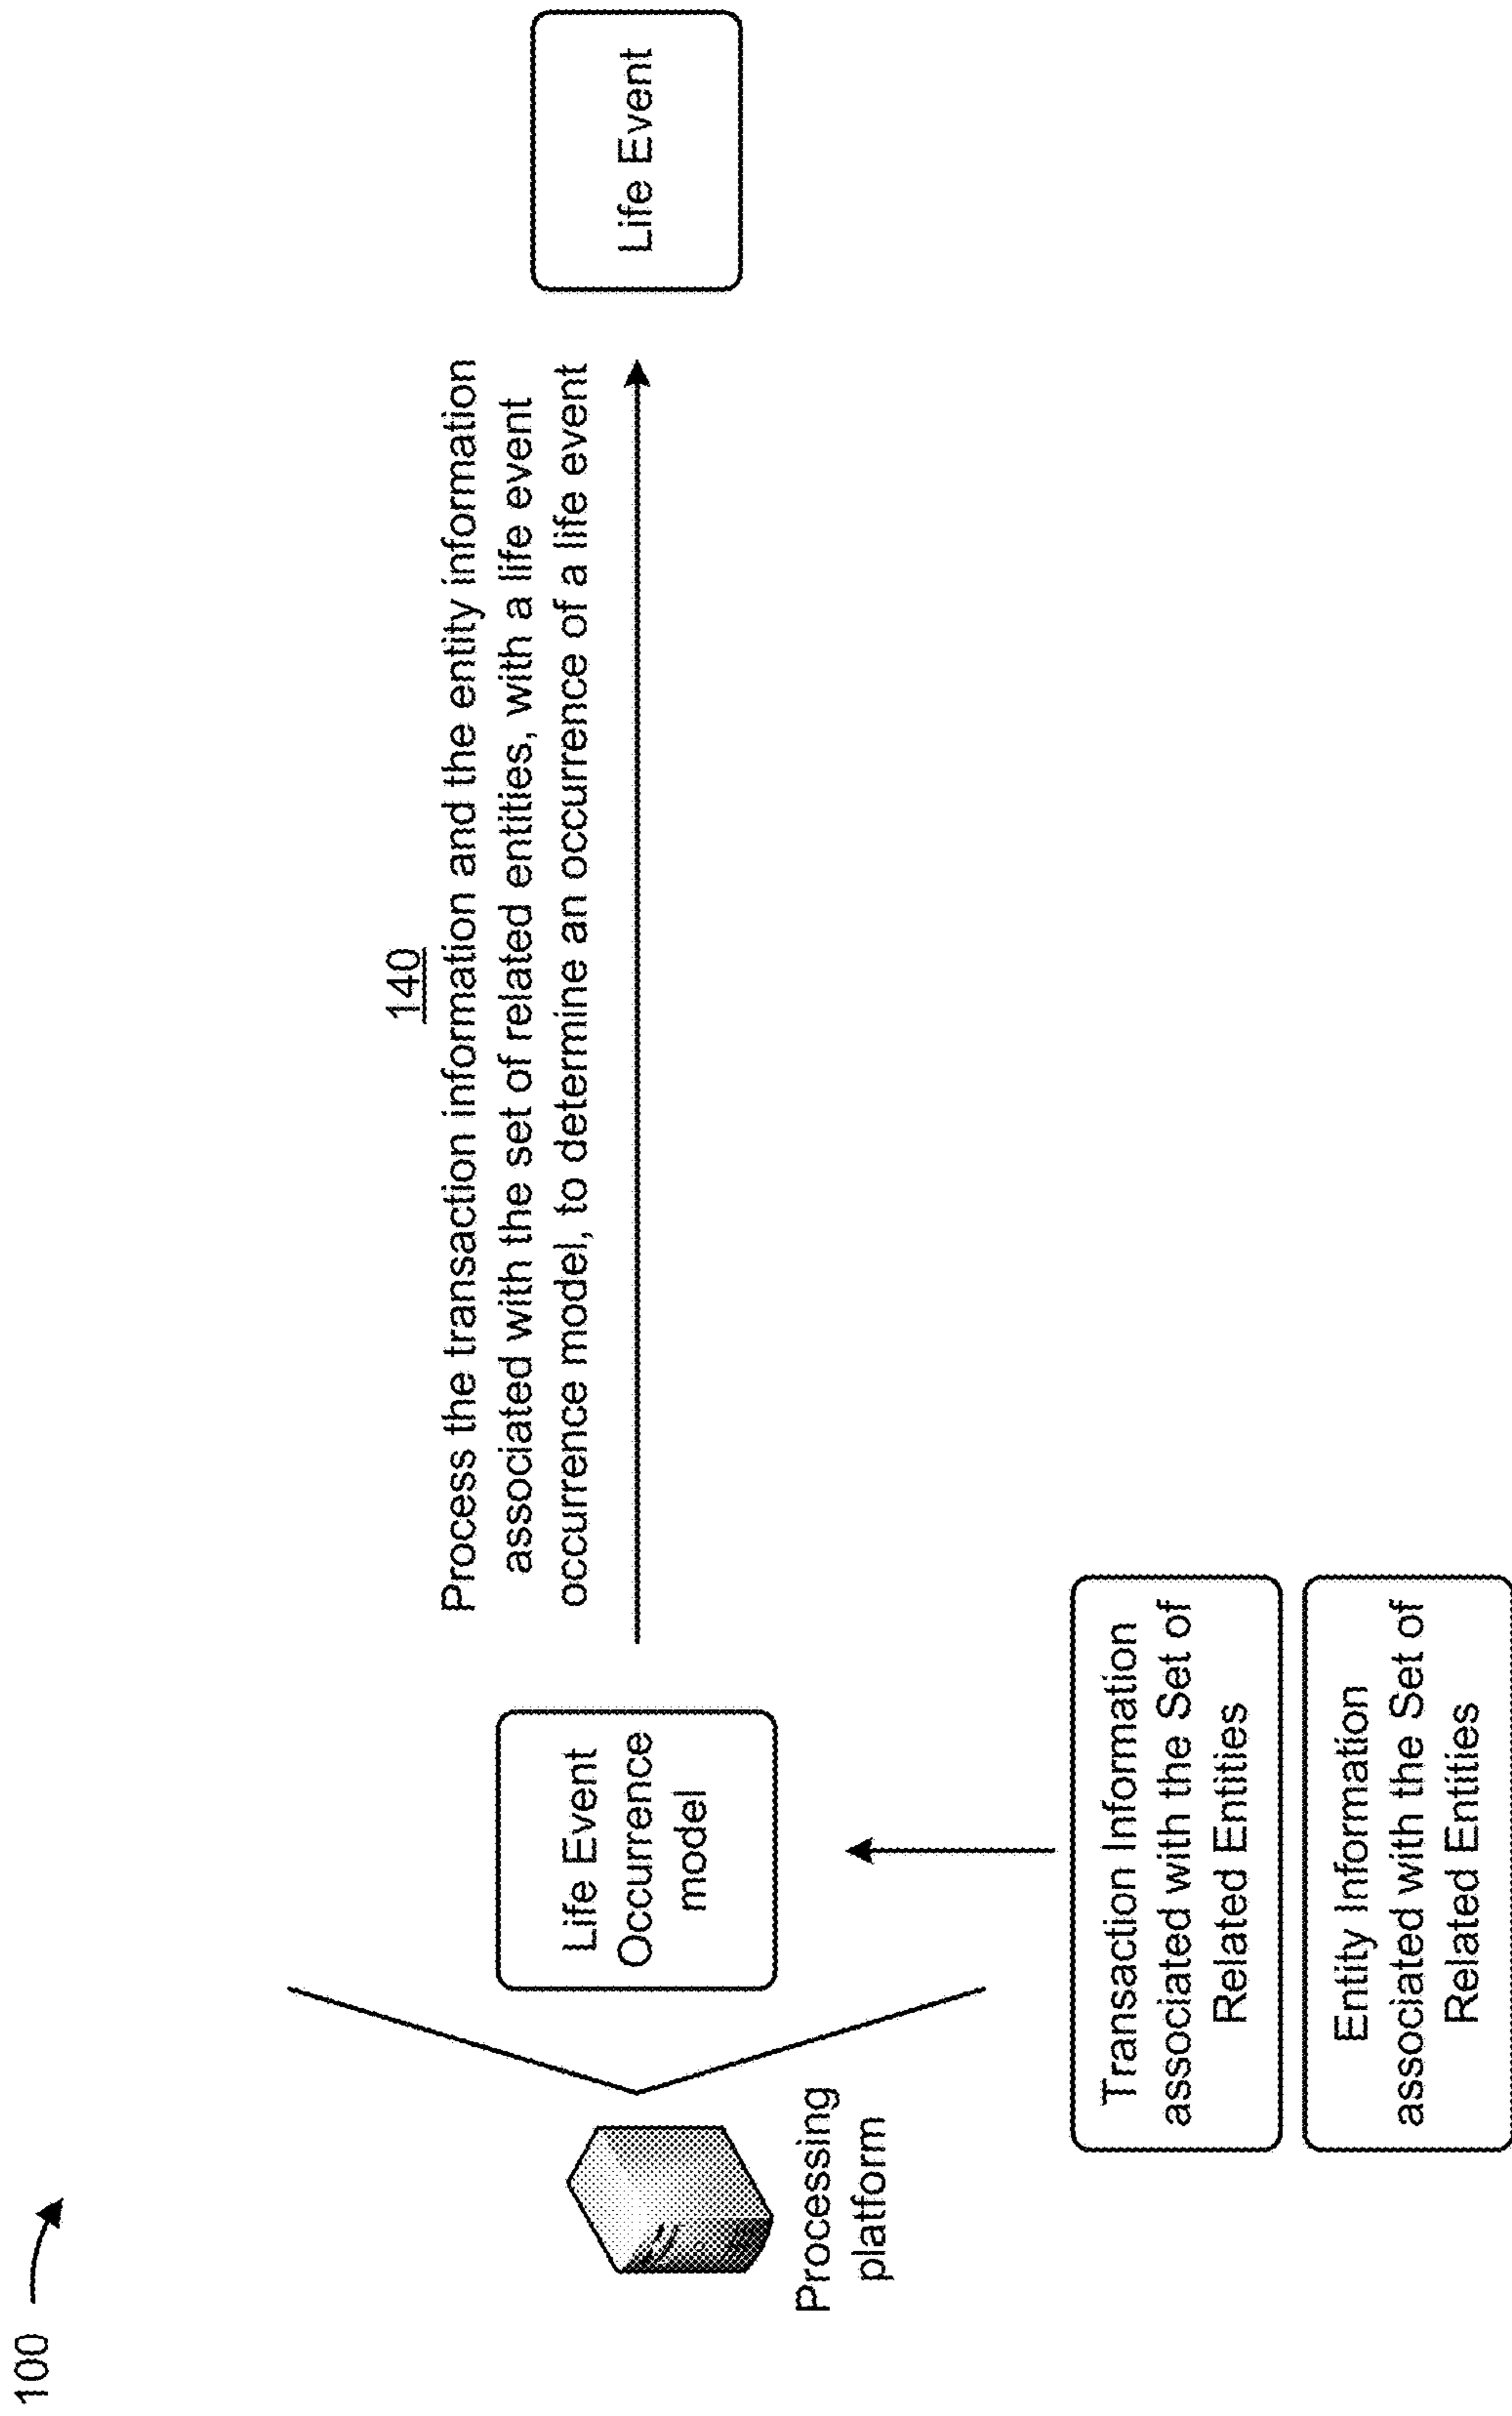 100
140
Process the transaction information and the entity information
associated with the set of related entities, with a life event
occurrence model, to determine an occurrence of a life event
Life Event
Occurrence
model
Life Event
Processing
platform
Transaction Information
associated with the Set of
Related Entities
Entity Information
associated with the Set of
Related Entities